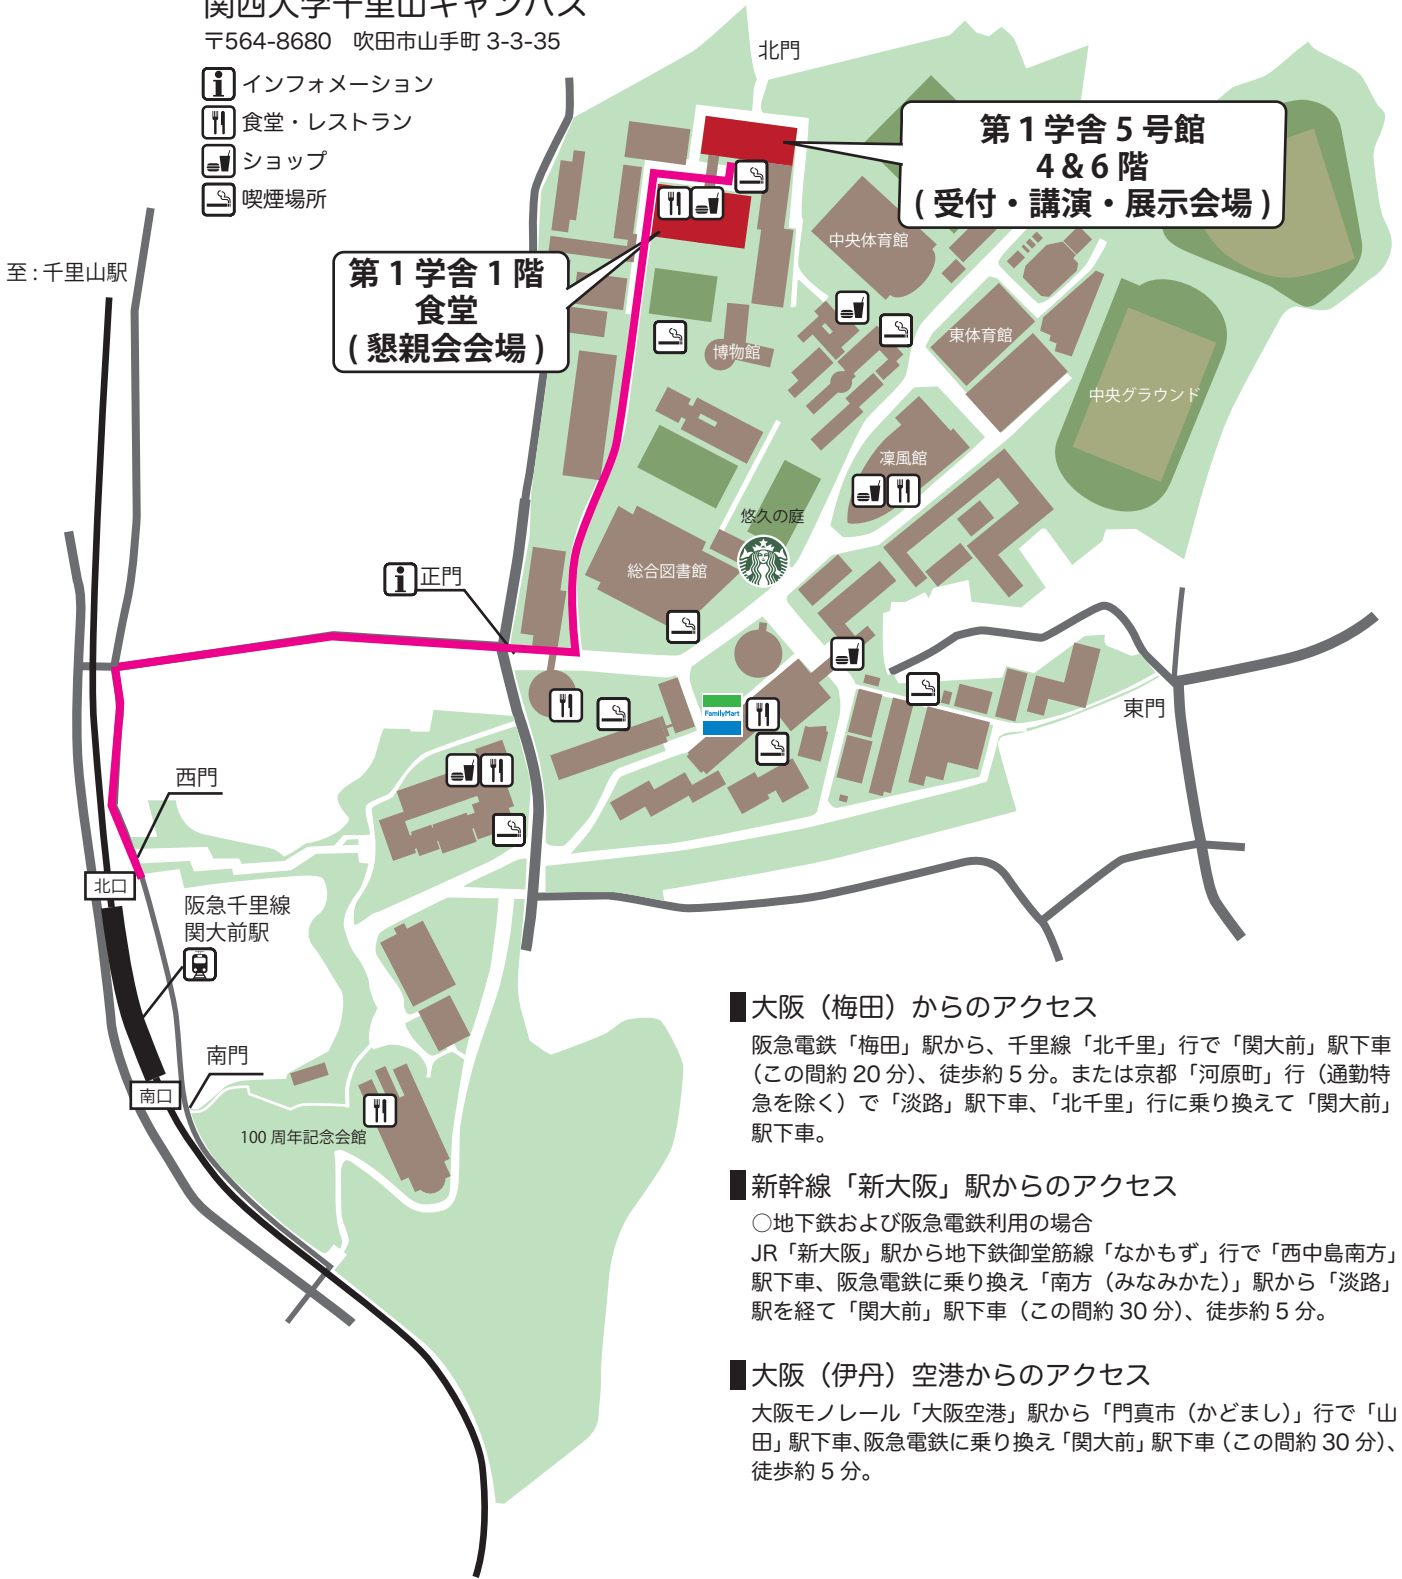 関西大学千里山キャンパス
〒564-8680 吹田市山手町 3-3-35
インフォメーション
食堂・レストラン
ショップ
喫煙場所
北門
第1学舎5号館
4&6階
(受付・講演・展示会場)
至:千里山駅
第1学舎1階
食堂
(懇親会会場)
中央体育館
東体育館
博物館
中央グラウンド
凜風館
悠久の庭
総合図書館
正門
FamilyMart
東門
西門
北口
阪急千里線
関大前駅
南門
南口
100周年記念会館
大阪（梅田）からのアクセス
阪急電鉄「梅田」駅から、千里線「北千里」行で「関大前」駅下車
（この間約20分）、徒歩約5分。または京都「河原町」行（通勤特
急を除く）で「淡路」駅下車、「北千里」行に乗り換えて「関大前」
駅下車。
新幹線「新大阪」駅からのアクセス
○地下鉄および阪急電鉄利用の場合
JR「新大阪」駅から地下鉄御堂筋線「なかもず」行で「西中島南方」
駅下車、阪急電鉄に乗り換え「南方（みなみかた）」駅から「淡路」
駅を経て「関大前」駅下車（この間約30分）、徒歩約5分。
大阪（伊丹）空港からのアクセス
大阪モノレール「大阪空港」駅から「門真市（かどまし）」行で「山
田」駅下車、阪急電鉄に乗り換え「関大前」駅下車（この間約30分）、
徒歩約5分。